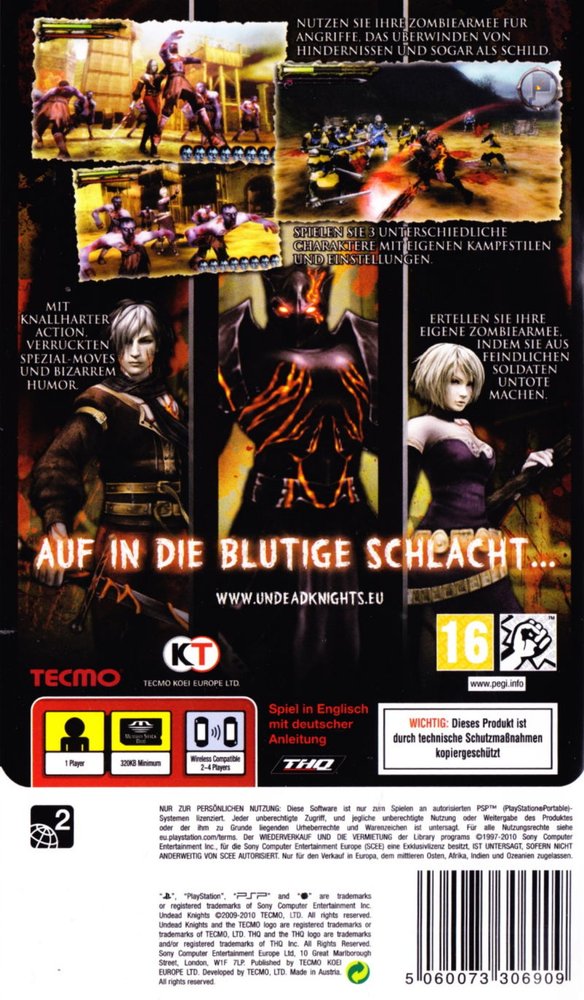 NUTZEN SIE IHRE ZOMBIEARMEE FÜR
ANGRIFFE, DAS ÜBERWINDEN VON
HINDERNISSEN UND SOGAR ALS SCHILD.
SPIELEN SIE 3 UNTERSCHIEDLICHE
CHARAKTERE MIT EIGENEN KAMPFSTILEN
UND EINSTELLUNGEN.
MIT
KNALLHARTER
ACTION,
VERRÜCKTEN
SPEZIAL-MOVES
UND BIZARREM
HUMOR.
ERTELLEN SIE IHRE
EIGENE ZOMBIEARMEE,
INDEM SIE AUS
FEINDLICHEN
SOLDATEN
UNTOTE
MACHEN.
AUF IN DIE BLUTIGE SCHLACHT...
WWW.UNDEADKNIGHTS.EU
16
www.pegi.info
TECMO
KT
TECMO KOEI EUROPE LTD.
1 Player
MEMORY STICK
DUO
320KB Minimum
Wireless Compatible
2-4 Players
Spiel in Englisch
mit deutscher
Anleitung
THQ
WICHTIG: Dieses Produkt ist
durch technische Schutzmaßnahmen
kopiergeschützt
2
NUR ZUR PERSÖNLICHEN NUTZUNG: Diese Software ist nur zum Spielen an autorisierten PSP™ (PlayStation®Portable)-
Systemen lizenziert. Jeder unberechtigte Zugriff, und jegliche unberechtigte Nutzung oder Weitergabe des Produktes
oder der ihm zu Grunde liegenden Urheberrechte und Warenzeichen ist untersagt. Für alle Nutzungsrechte siehe
eu.playstation.com/terms. Der WIEDERVERKAUF UND DIE VERMIETUNG der Library programs ©1997-2010 Sony Computer
Entertainment Inc., für die Sony Computer Entertainment Europe (SCEE) eine Exklusivlizenz besitzt, IST UNTERSAGT, SOFERN NICHT
ANDERWEITIG VON SCEE AUTORISIERT. Nur für den Verkauf in Europa, dem mittleren Osten, Afrika, Indien und Ozeanien zugelassen.
"PlayStation", "PSP" and "●" are trademarks
or registered trademarks of Sony Computer Entertainment Inc.
Undead Knights ©2009-2010 TECMO, LTD. All rights reserved.
Undead Knights and the TECMO logo are registered trademarks or
trademarks of TECMO, LTD. THQ and the THQ logo are trademarks
and/or registered trademarks of THQ Inc. All Rights Reserved.
Sony Computer Entertainment Europe, 10 Great Marlborough
Street, London, W1F 7LP. Published by TECMO KOEI
EUROPE LTD. Developed by TECMO, LTD. Made in Austria.
All rights reserved.
5 060073 306909